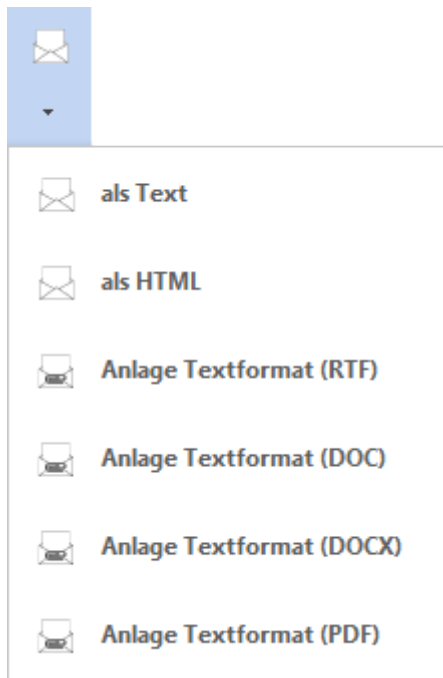 als Text
als HTML
Anlage Textformat (RTF)
Anlage Textformat (DOC)
Anlage Textformat (DOCX)
Anlage Textformat (PDF)